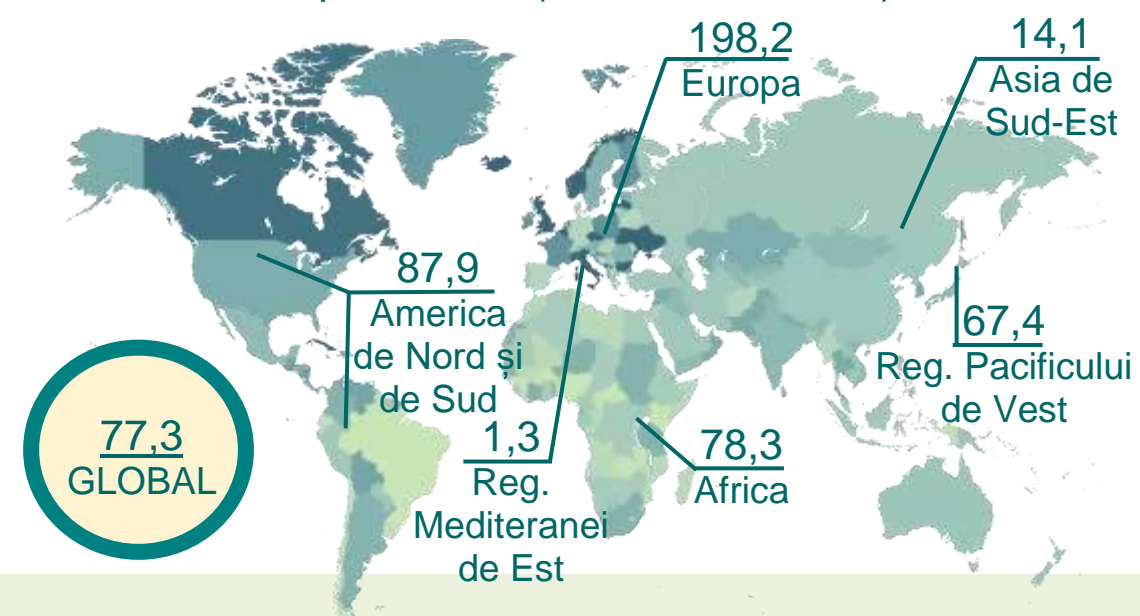 198,2
Europa
14,1
Asia de
Sud-Est
87,9
America
de Nord și
de Sud
67,4
Reg. Pacificului
de Vest
77,3
GLOBAL
1,3
Reg.
Mediteranei
de Est
78,3
Africa